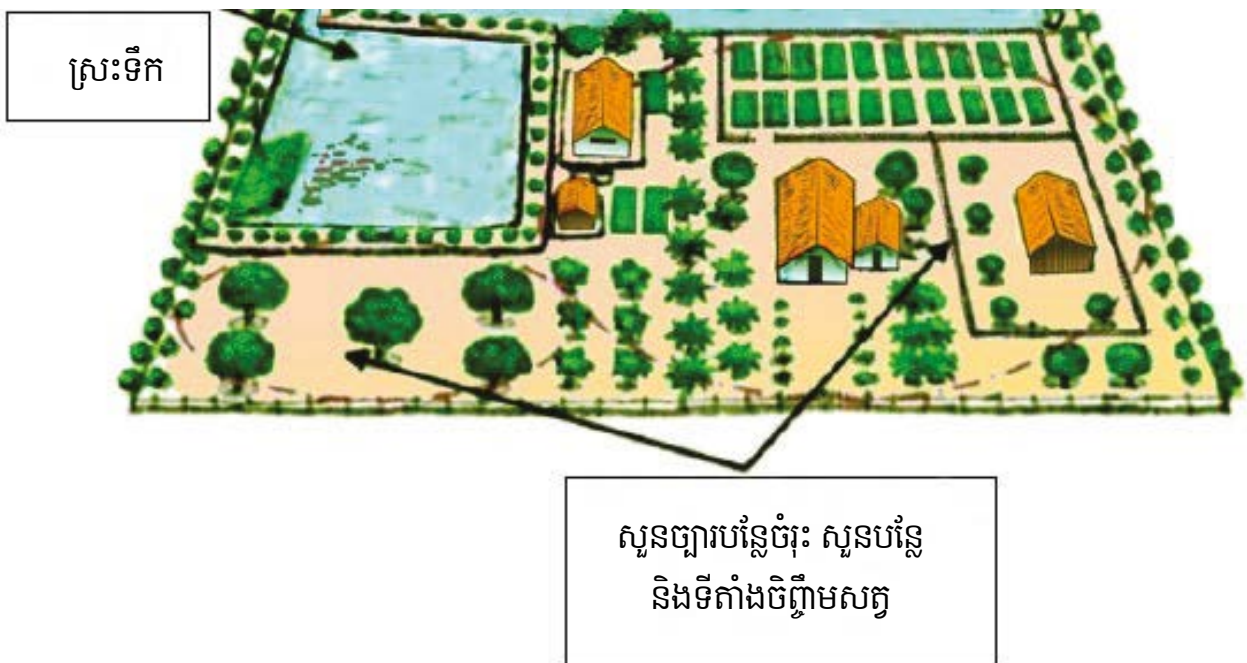 ស្រះទឹក
សួនច្បារបន្លែចំរុះ សួនបន្លែ
និងទីតាំងចិញ្ចឹមសត្វ